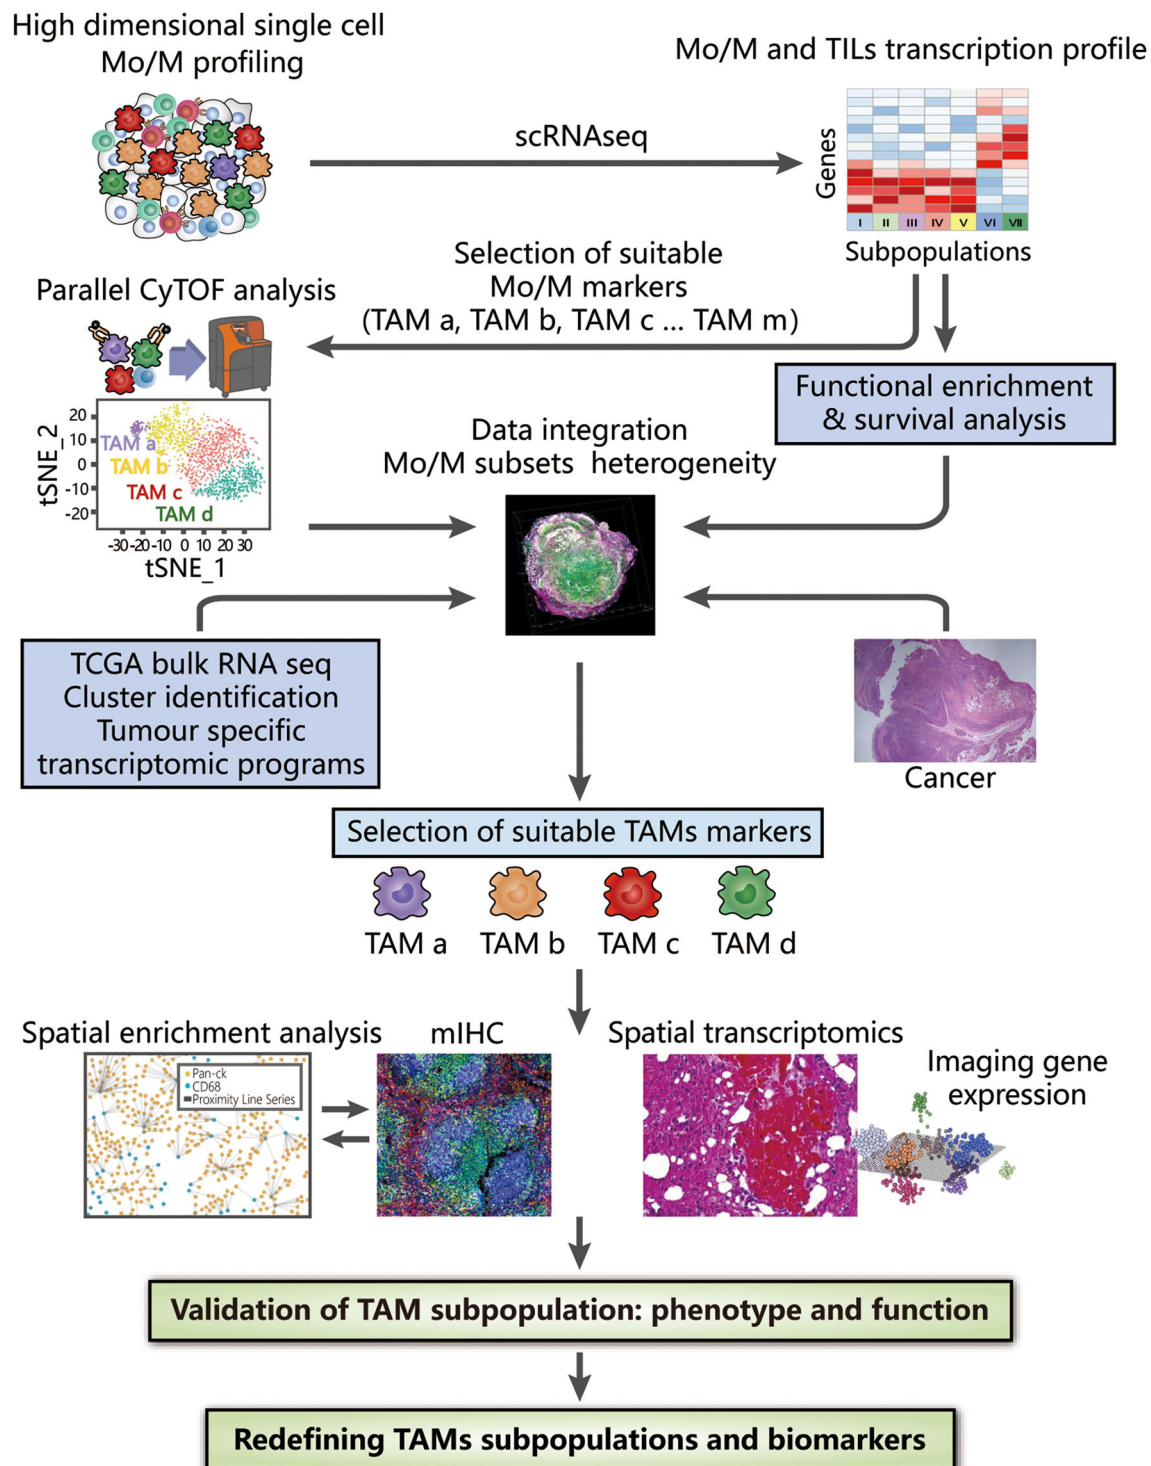 High dimensional single cell
Mo/M profiling
scRNAseq
Mo/M and TILs transcription profile
Genes
I II III IV V VI VII
Subpopulations
Selection of suitable
Mo/M markers
(TAM a, TAM b, TAM c ... TAM m)
Parallel CyTOF analysis
tSNE_2
20
10
0
-10
-20
TAM a
TAM b
TAM c
TAM d
-30 -20 -10 0 10 20 30
tSNE_1
Functional enrichment
& survival analysis
Data integration
Mo/M subsets heterogeneity
TCGA bulk RNA seq
Cluster identification
Tumour specific
transcriptomic programs
Cancer
Selection of suitable TAMs markers
TAM a TAM b TAM c TAM d
Spatial enrichment analysis
Pan-ck
CD68
Proximity Line Series
mIHC
Spatial transcriptomics
Imaging gene
expression
Validation of TAM subpopulation: phenotype and function
Redefining TAMs subpopulations and biomarkers